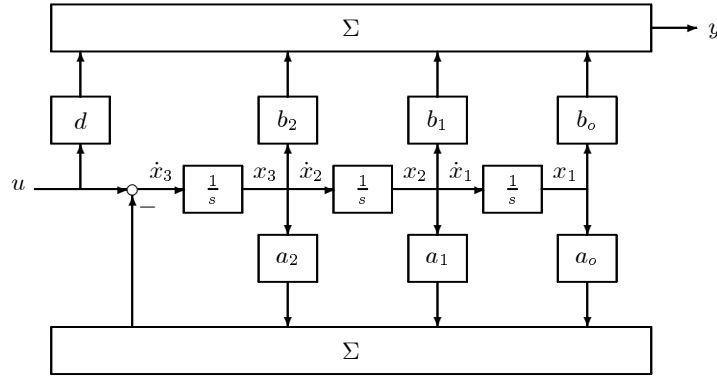 Σ
y
d b₂ b₁ bₒ
u ẋ₃ 1/s x₃ ẋ₂ 1/s x₂ ẋ₁ 1/s x₁
−
a₂ a₁ aₒ
Σ